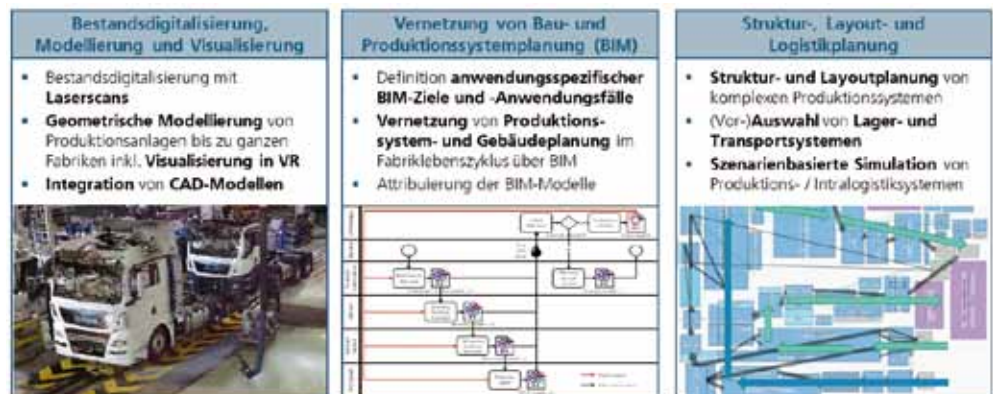 Bestandsdigitalisierung,
Modellierung und Visualisierung
Bestandsdigitalisierung mit
Laserscans
Geometrische Modellierung von
Produktionsanlagen bis zu ganzen
Fabriken inkl. Visualisierung in VR
Integration von CAD-Modellen
Vernetzung von Bau- und
Produktionssystemplanung (BIM)
Definition anwendungsspezifischer
BIM-Ziele und -Anwendungsfälle
Vernetzung von Produktions-
system- und Gebäudeplanung im
Fabriklebenszyklus über BIM
Attribuierung der BIM-Modelle
Struktur-, Layout- und
Logistikplanung
Struktur- und Layoutplanung von
komplexen Produktionssystemen
(Vor-)Auswahl von Lager- und
Transportsystemen
Szenarienbasierte Simulation von
Produktions- / Intralogistiksystemen